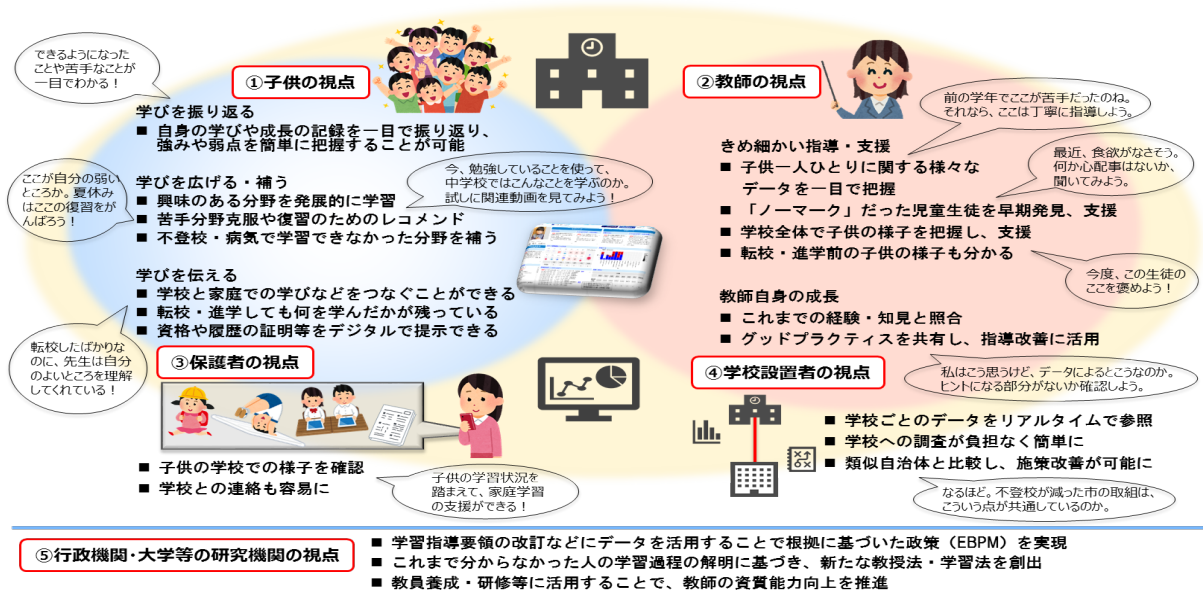 できるようになった
ことや苦手なことが
一目でわかる！
①子供の視点
学びを振り返る
■ 自身の学びや成長の記録を一目で振り返り、
強みや弱点を簡単に把握することが可能
ここが自分の弱い
ところか。夏休み
はここの復習をが
んばろう！
学びを広げる・補う
■ 興味のある分野を発展的に学習
■ 苦手分野克服や復習のためのレコメンド
■ 不登校・病気で学習できなかった分野を補う
今、勉強していることを使って、
中学校ではこんなことを学ぶのか。
試しに関連動画を見てみよう！
学びを伝える
■ 学校と家庭での学びなどをつなぐことができる
■ 転校・進学しても何を学んだかが残っている
■ 資格や履歴の証明等をデジタルで提示できる
転校したばかりな
のに、先生は自分
のよいところを理解
してくれている！
②教師の視点
前の学年でここが苦手だったのね。
それなら、ここは丁寧に指導しよう。
きめ細かい指導・支援
■ 子供一人ひとりに関する様々な
データを一目で把握
■ 「ノーマーク」だった児童生徒を早期発見、支援
■ 学校全体で子供の様子を把握し、支援
■ 転校・進学前の子供の様子も分かる
最近、食欲がなさそう。
何か心配事はないか、
聞いてみよう。
今度、この生徒の
ここを褒めよう！
教師自身の成長
■ これまでの経験・知見と照合
■ グッドプラクティスを共有し、指導改善に活用
私はこう思うけど、データによるとこうなのか。
ヒントになる部分がないか確認しよう。
③保護者の視点
■ 子供の学校での様子を確認
■ 学校との連絡も容易に
子供の学習状況を
踏まえて、家庭学習
の支援ができる！
④学校設置者の視点
■ 学校ごとのデータをリアルタイムで参照
■ 学校への調査が負担なく簡単に
■ 類似自治体と比較し、施策改善が可能に
なるほど。不登校が減った市の取組は、
こういう点が共通しているのか。
⑤行政機関・大学等の研究機関の視点
■ 学習指導要領の改訂などにデータを活用することで根拠に基づいた政策（EBPM）を実現
■ これまで分からなかった人の学習過程の解明に基づき、新たな教授法・学習法を創出
■ 教員養成・研修等に活用することで、教師の資質能力向上を推進